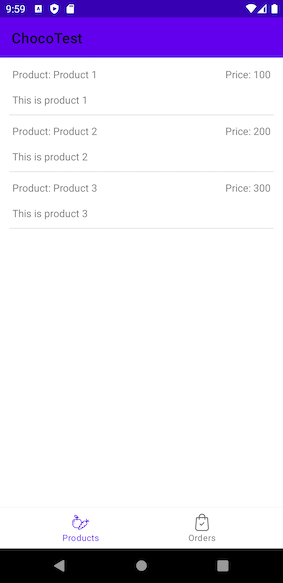 9:59
ChocoTest
Product: Product 1 Price: 100
This is product 1
Product: Product 2 Price: 200
This is product 2
Product: Product 3 Price: 300
This is product 3
Products Orders